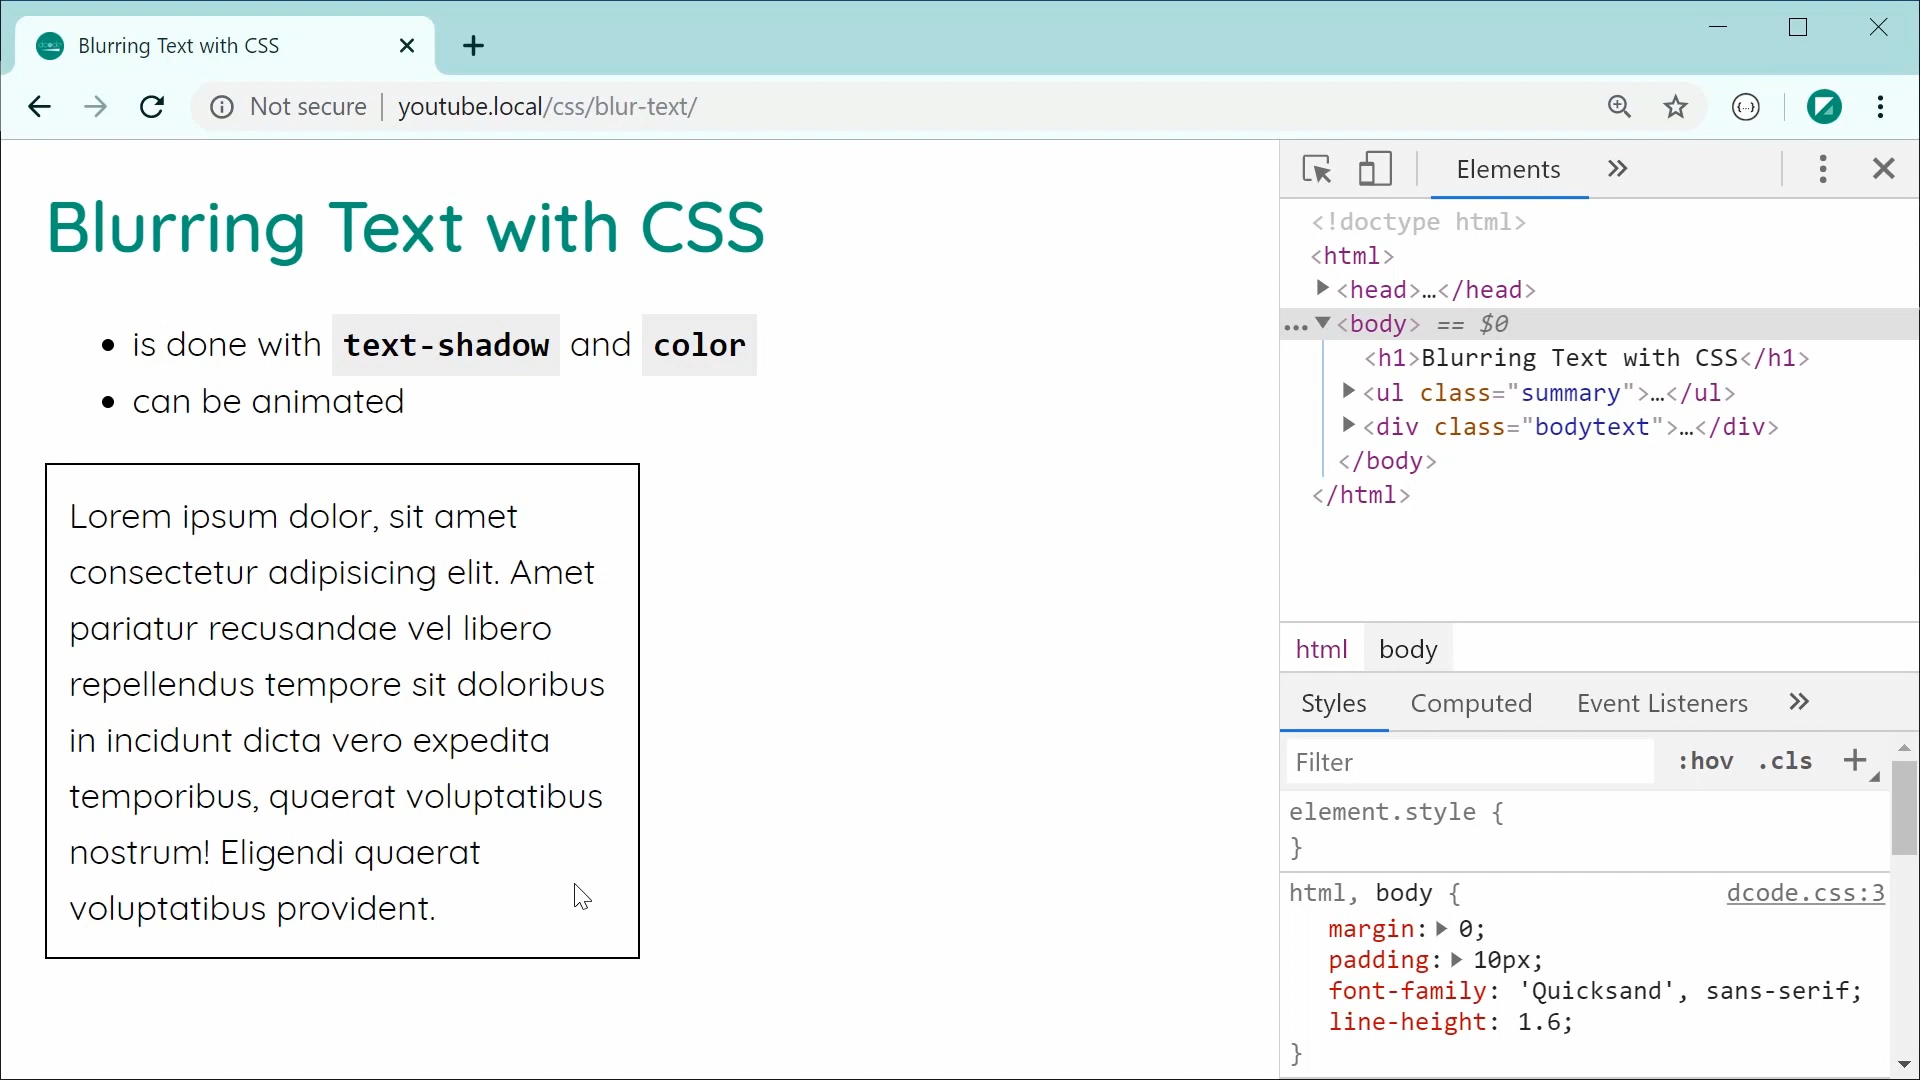 Blurring Text with CSS
Not secure | youtube.local/css/blur-text/
Blurring Text with CSS
• is done with text-shadow and color
• can be animated
Lorem ipsum dolor, sit amet
consectetur adipisicing elit. Amet
pariatur recusandae vel libero
repellendus tempore sit doloribus
in incidunt dicta vero expedita
temporibus, quaerat voluptatibus
nostrum! Eligendi quaerat
voluptatibus provident.
Elements
<!doctype html>
<html>
<head>…</head>
<body> == $0
<h1>Blurring Text with CSS</h1>
<ul class="summary">…</ul>
<div class="bodytext">…</div>
</body>
</html>
html body
Styles Computed Event Listeners
Filter :hov .cls
element.style {
}
html, body { dcode.css:3
margin: 0;
padding: 10px;
font-family: 'Quicksand', sans-serif;
line-height: 1.6;
}